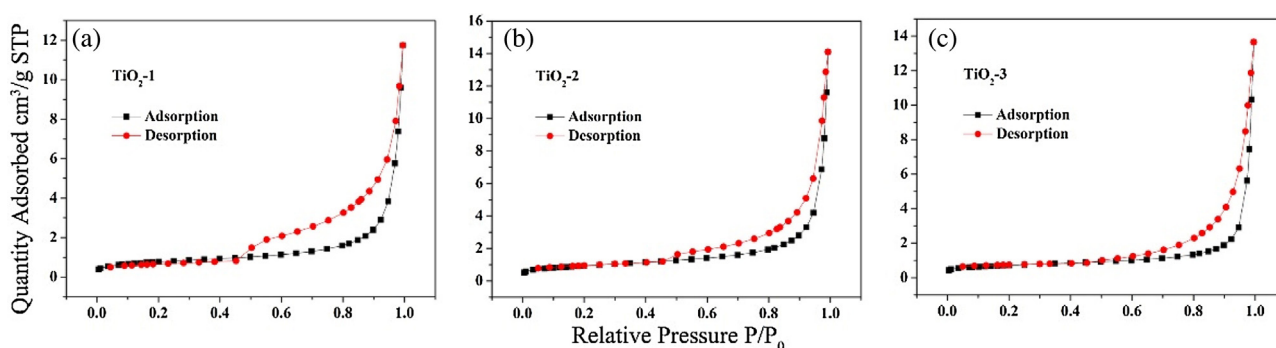 Quantity Adsorbed cm³/g STP
(a)
TiO₂-1
Adsorption
Desorption
12
10
8
6
4
2
0
0.0 0.2 0.4 0.6 0.8 1.0
(b)
TiO₂-2
Adsorption
Desorption
16
14
12
10
8
6
4
2
0
0.0 0.2 0.4 0.6 0.8 1.0
(c)
TiO₂-3
Adsorption
Desorption
14
12
10
8
6
4
2
0
0.0 0.2 0.4 0.6 0.8 1.0
Relative Pressure P/P₀